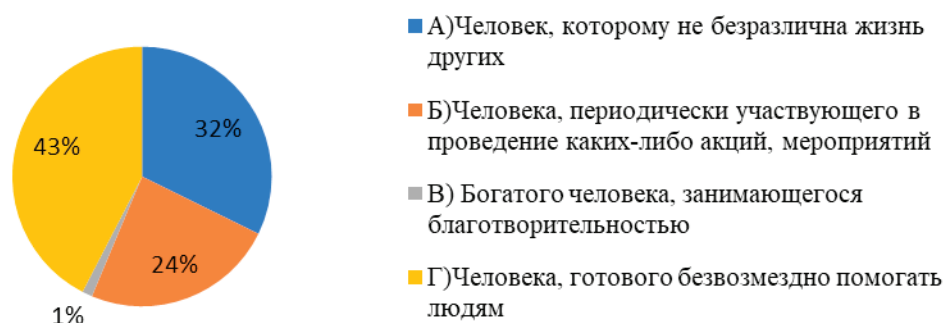 32%
24%
1%
43%
А)Человек, которому не безразлична жизнь
других
Б)Человека, периодически участвующего в
проведение каких-либо акций, мероприятий
В) Богатого человека, занимающегося
благотворительностью
Г)Человека, готового безвозмездно помогать
людям